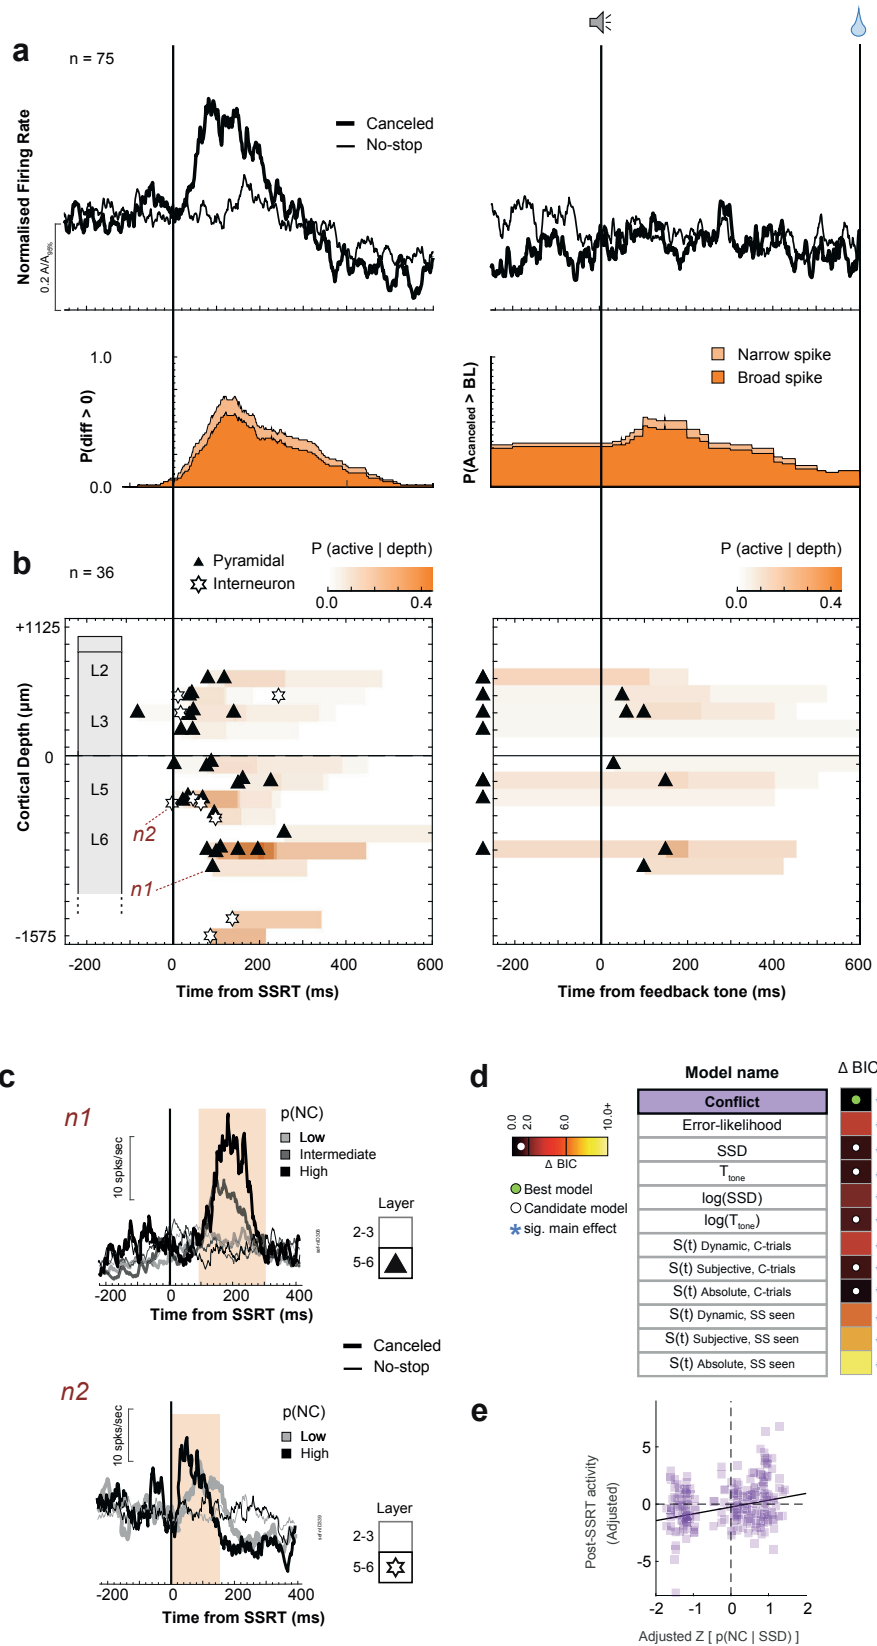 a
n = 75
Normalised Firing Rate
0.2 A/A95%
Canceled
No-stop
1.0
P(diff > 0)
0.0
P(Acanceled > BL)
Narrow spike
Broad spike
b
n = 36
Pyramidal
Interneuron
P (active | depth)
0.0 0.4
P (active | depth)
0.0 0.4
+1125
Cortical Depth (μm)
0
-1575
L2
L3
L5
L6
n2
n1
-200 0 200 400 600
Time from SSRT (ms)
-200 0 200 400 600
Time from feedback tone (ms)
c
n1
10 spks/sec
p(NC)
Low
Intermediate
High
Layer
2-3
5-6
-200 0 200 400
Time from SSRT (ms)
Canceled
No-stop
n2
10 spks/sec
p(NC)
Low
High
Layer
2-3
5-6
-200 0 200 400
Time from SSRT (ms)
d
0.0 2.0 6.0 10.0+
Δ BIC
Best model
Candidate model
* sig. main effect
Model name Δ BIC
Conflict
Error-likelihood
SSD
Ttone
log(SSD)
log(Ttone)
S(t) Dynamic, C-trials
S(t) Subjective, C-trials
S(t) Absolute, C-trials
S(t) Dynamic, SS seen
S(t) Subjective, SS seen
S(t) Absolute, SS seen
e
Post-SSRT activity
(Adjusted)
5
0
-5
-2 -1 0 1 2
Adjusted Z [ p(NC | SSD) ]